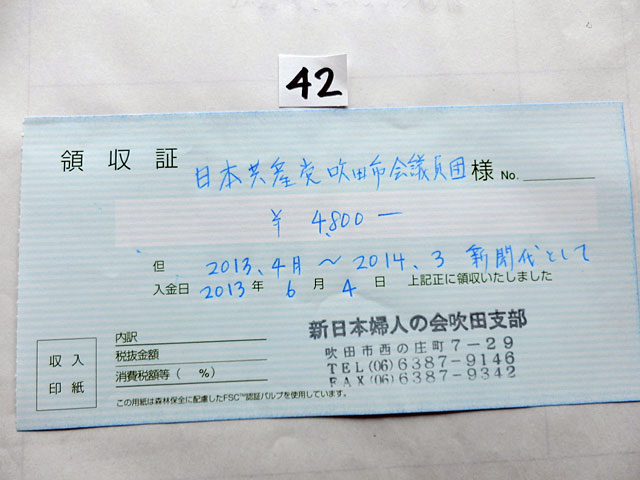 42
領収証 日本共産党吹田市会議員団 様 No.
¥ 4,800 —
但 2013.4月 ~ 2014.3 新聞代として
入金日 2013年 6月 4日 上記正に領収いたしました
新日本婦人の会吹田支部
吹田市西の庄町7-29
TEL(06)6387-9146
FAX(06)6387-9342
内訳
税抜金額
消費税額等( %)
収入
印紙
この用紙は森林保全に配慮したFSC™認証パルプを使用しています。